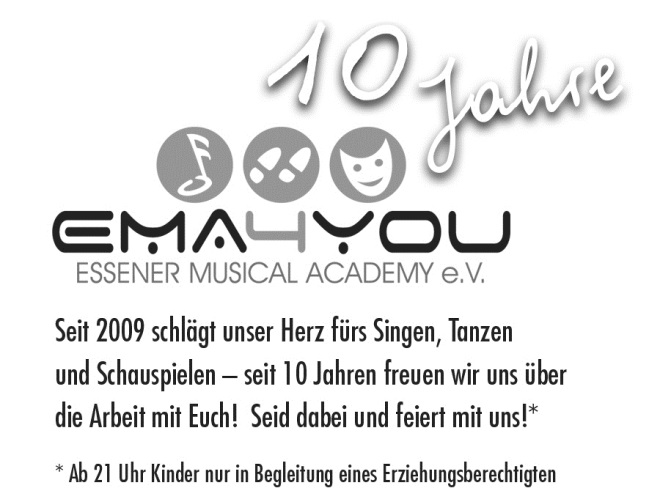 10 Jahre
EMA4YOU
ESSENER MUSICAL ACADEMY e.V.
Seit 2009 schlägt unser Herz fürs Singen, Tanzen
und Schauspielen – seit 10 Jahren freuen wir uns über
die Arbeit mit Euch! Seid dabei und feiert mit uns!*
* Ab 21 Uhr Kinder nur in Begleitung eines Erziehungsberechtigten